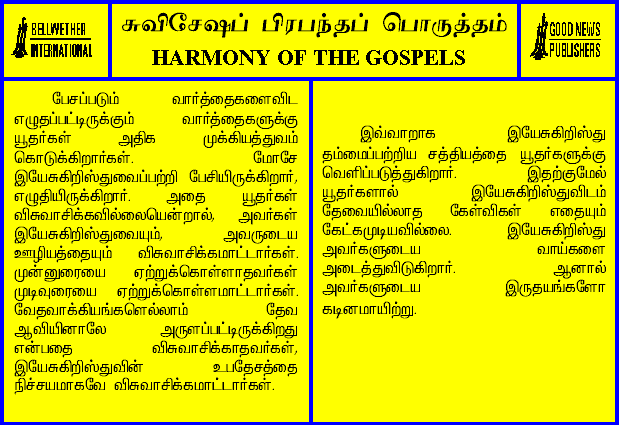 BELLWETHER
INTERNATIONAL
சுவிசேஷப் பிரபந்தப் பொருத்தம்
HARMONY OF THE GOSPELS
GOOD NEWS
PUBLISHERS
பேசப்படும் வார்த்தைகளைவிட
எழுதப்பட்டிருக்கும் வார்த்தைகளுக்கு
யூதர்கள் அதிக முக்கியத்துவம்
கொடுக்கிறார்கள். மோசே
இயேசுகிறிஸ்துவைப்பற்றி பேசியிருக்கிறார்,
எழுதியிருக்கிறார். அதை யூதர்கள்
விசுவாசிக்கவில்லையென்றால், அவர்கள்
இயேசுகிறிஸ்துவையும், அவருடைய
ஊழியத்தையும் விசுவாசிக்கமாட்டார்கள்.
முன்னுரையை ஏற்றுக்கொள்ளாதவர்கள்
முடிவுரையை ஏற்றுக்கொள்ளமாட்டார்கள்.
வேதவாக்கியங்களெல்லாம் தேவ
ஆவியினாலே அருளப்பட்டிருக்கிறது
என்பதை விசுவாசிக்காதவர்கள்,
இயேசுகிறிஸ்துவின் உபதேசத்தை
நிச்சயமாகவே விசுவாசிக்கமாட்டார்கள்.
இவ்வாறாக இயேசுகிறிஸ்து
தம்மைப்பற்றிய சத்தியத்தை யூதர்களுக்கு
வெளிப்படுத்துகிறார். இதற்குமேல்
யூதர்களால் இயேசுகிறிஸ்துவிடம்
தேவையில்லாத கேள்விகள் எதையும்
கேட்கமுடியவில்லை. இயேசுகிறிஸ்து
அவர்களுடைய வாய்களை
அடைத்துவிடுகிறார். ஆனால்
அவர்களுடைய இருதயங்களோ
கடினமாயிற்று.